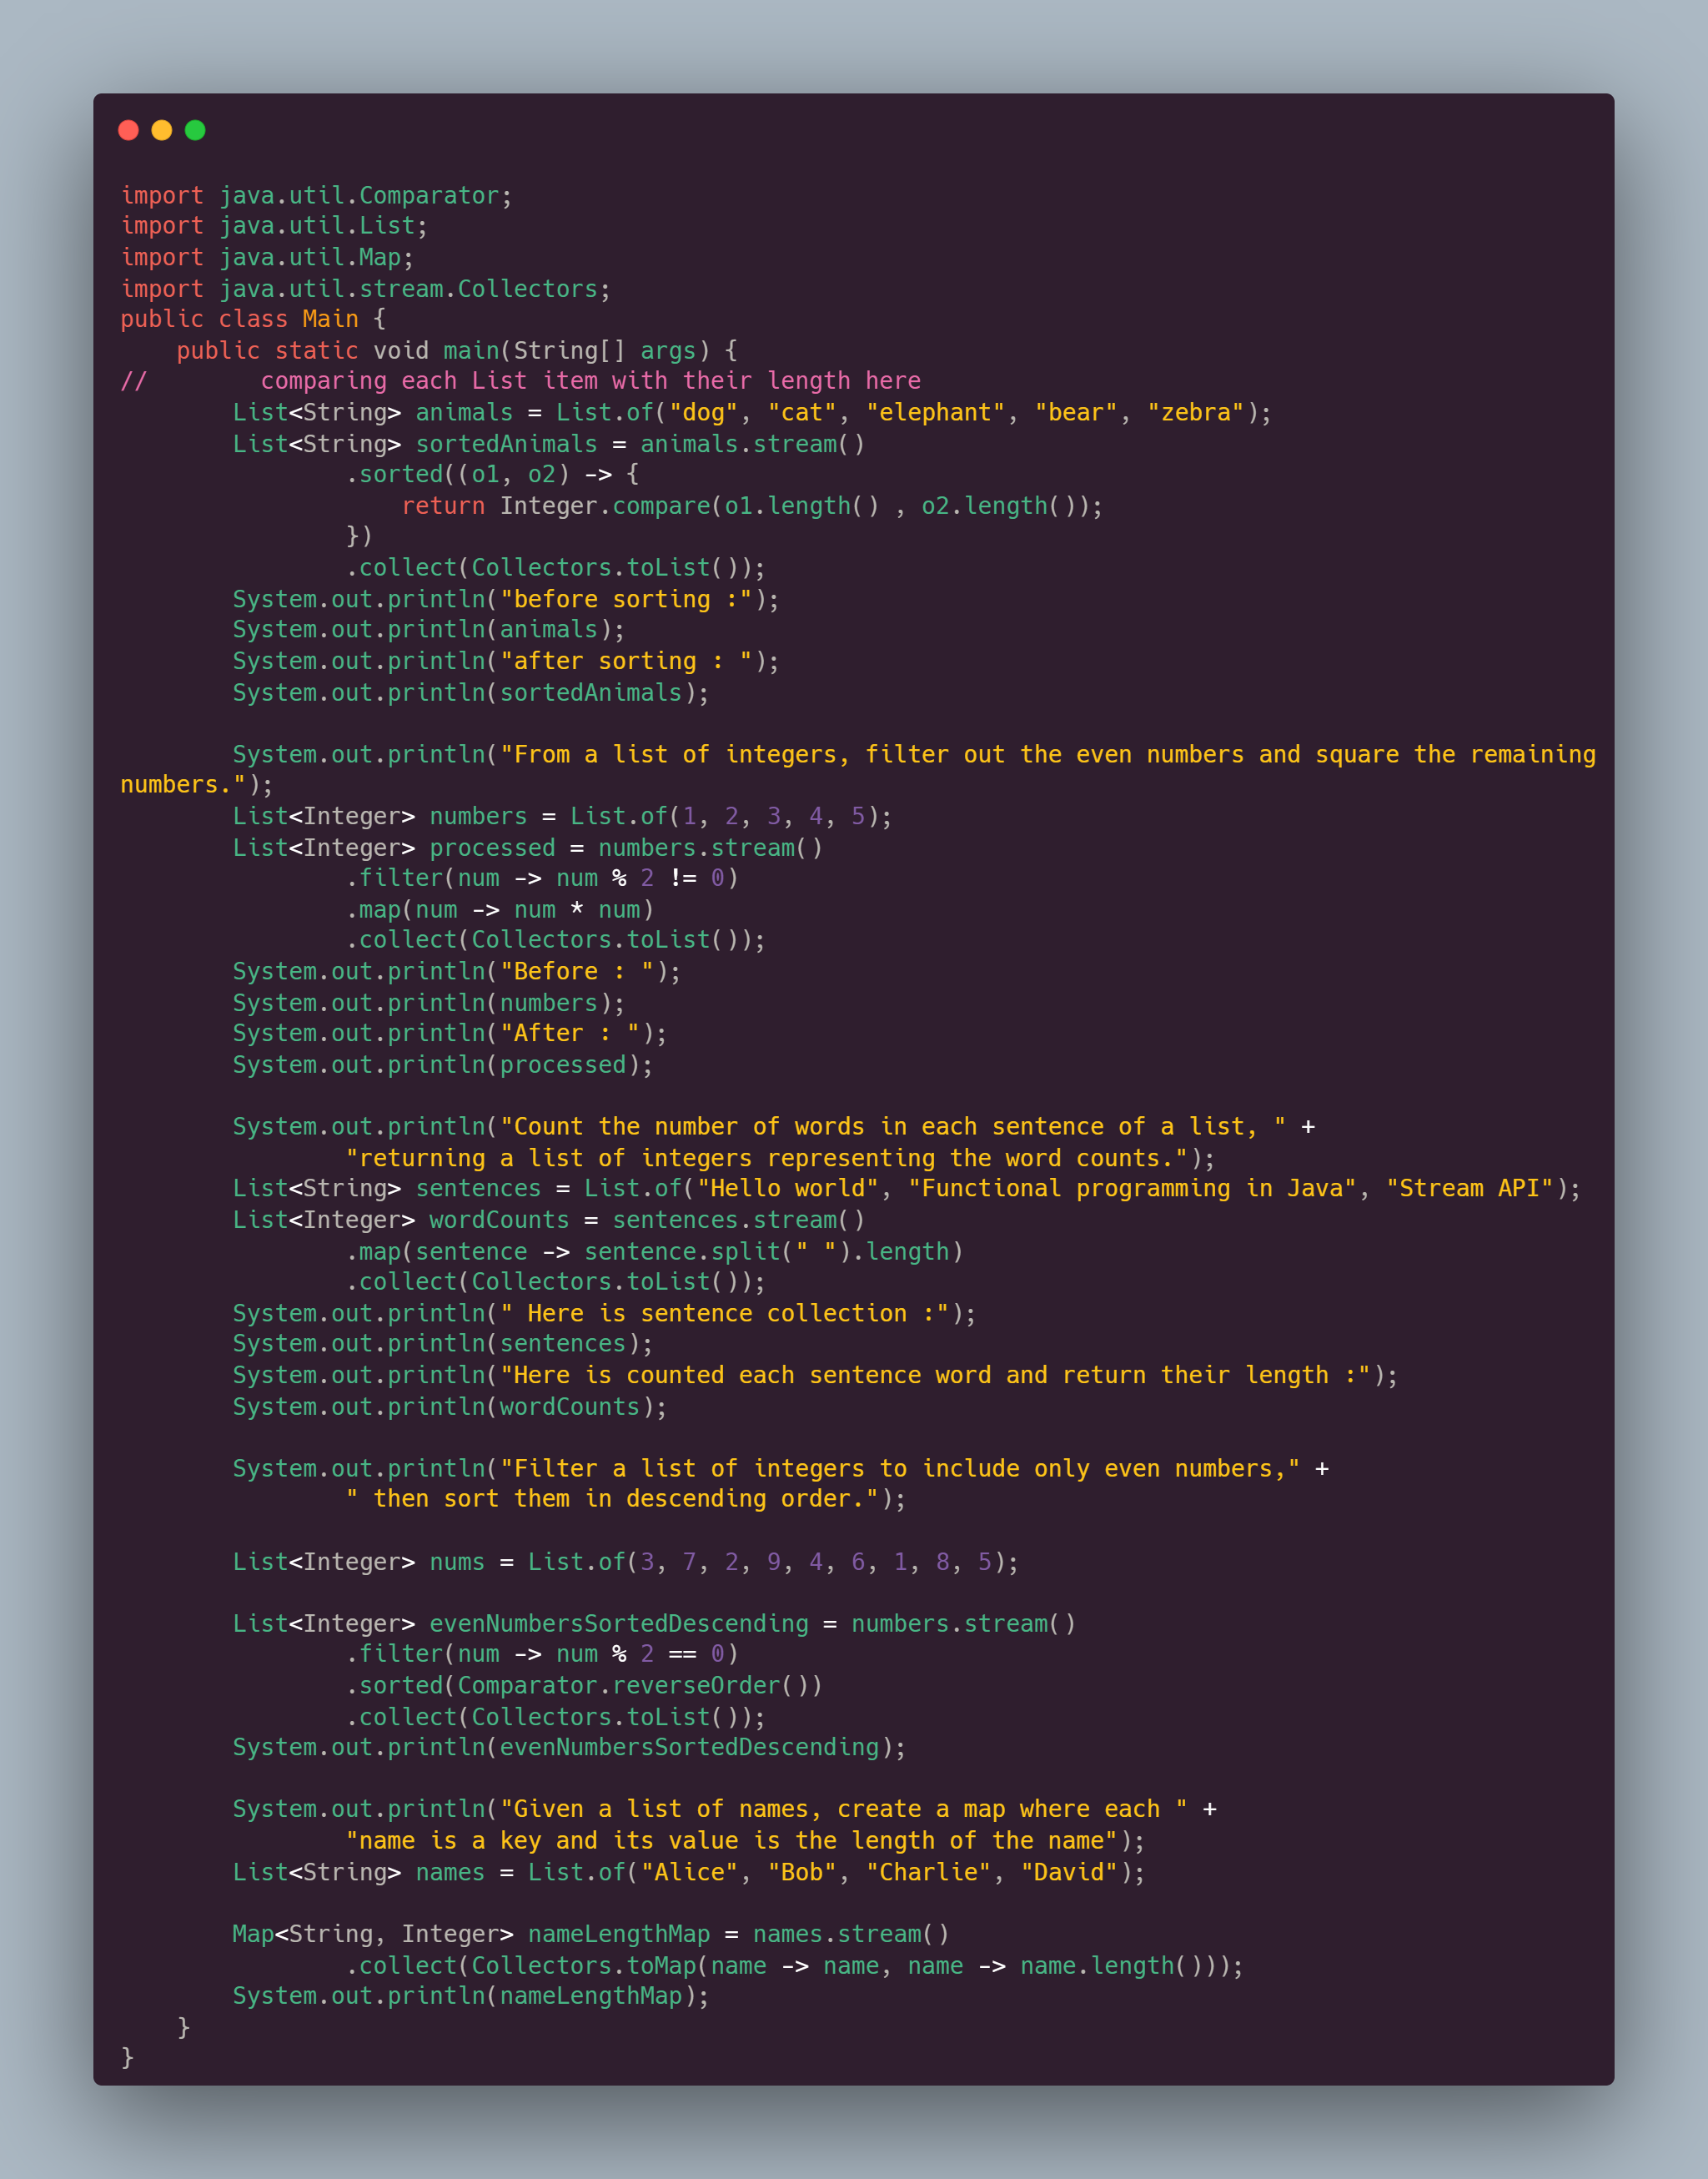 import java.util.Comparator;
import java.util.List;
import java.util.Map;
import java.util.stream.Collectors;
public class Main {
    public static void main(String[] args) {
//        comparing each List item with their length here
        List<String> animals = List.of("dog", "cat", "elephant", "bear", "zebra");
        List<String> sortedAnimals = animals.stream()
                .sorted((o1, o2) -> {
                    return Integer.compare(o1.length() , o2.length());
                })
                .collect(Collectors.toList());
        System.out.println("before sorting :");
        System.out.println(animals);
        System.out.println("after sorting : ");
        System.out.println(sortedAnimals);

        System.out.println("From a list of integers, filter out the even numbers and square the remaining
numbers.");
        List<Integer> numbers = List.of(1, 2, 3, 4, 5);
        List<Integer> processed = numbers.stream()
                .filter(num -> num % 2 != 0)
                .map(num -> num * num)
                .collect(Collectors.toList());
        System.out.println("Before : ");
        System.out.println(numbers);
        System.out.println("After : ");
        System.out.println(processed);

        System.out.println("Count the number of words in each sentence of a list, " +
                "returning a list of integers representing the word counts.");
        List<String> sentences = List.of("Hello world", "Functional programming in Java", "Stream API");
        List<Integer> wordCounts = sentences.stream()
                .map(sentence -> sentence.split(" ").length)
                .collect(Collectors.toList());
        System.out.println(" Here is sentence collection :");
        System.out.println(sentences);
        System.out.println("Here is counted each sentence word and return their length :");
        System.out.println(wordCounts);

        System.out.println("Filter a list of integers to include only even numbers," +
                " then sort them in descending order.");

        List<Integer> nums = List.of(3, 7, 2, 9, 4, 6, 1, 8, 5);

        List<Integer> evenNumbersSortedDescending = numbers.stream()
                .filter(num -> num % 2 == 0)
                .sorted(Comparator.reverseOrder())
                .collect(Collectors.toList());
        System.out.println(evenNumbersSortedDescending);

        System.out.println("Given a list of names, create a map where each " +
                "name is a key and its value is the length of the name");
        List<String> names = List.of("Alice", "Bob", "Charlie", "David");

        Map<String, Integer> nameLengthMap = names.stream()
                .collect(Collectors.toMap(name -> name, name -> name.length()));
        System.out.println(nameLengthMap);
    }
}